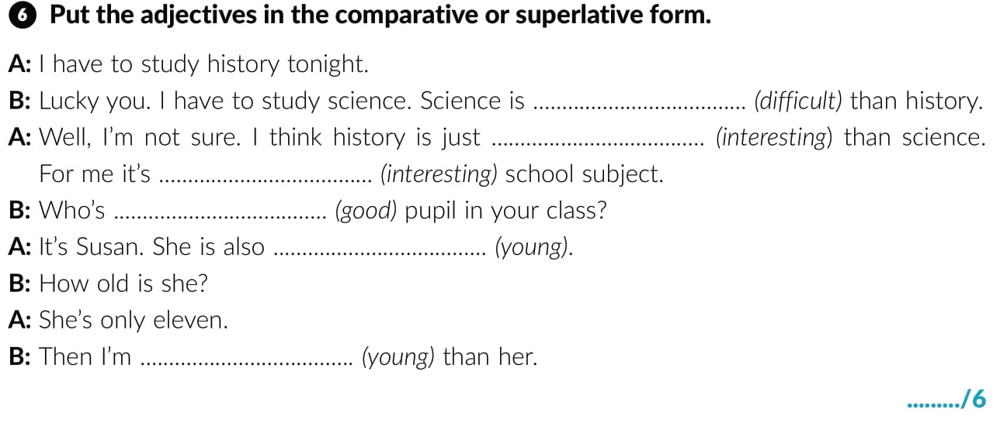 6 Put the adjectives in the comparative or superlative form.
A: I have to study history tonight.
B: Lucky you. I have to study science. Science is .................................... (difficult) than history.
A: Well, I'm not sure. I think history is just .................................... (interesting) than science.
For me it's .................................... (interesting) school subject.
B: Who's .................................... (good) pupil in your class?
A: It's Susan. She is also .................................... (young).
B: How old is she?
A: She's only eleven.
B: Then I'm .................................... (young) than her.
........./6